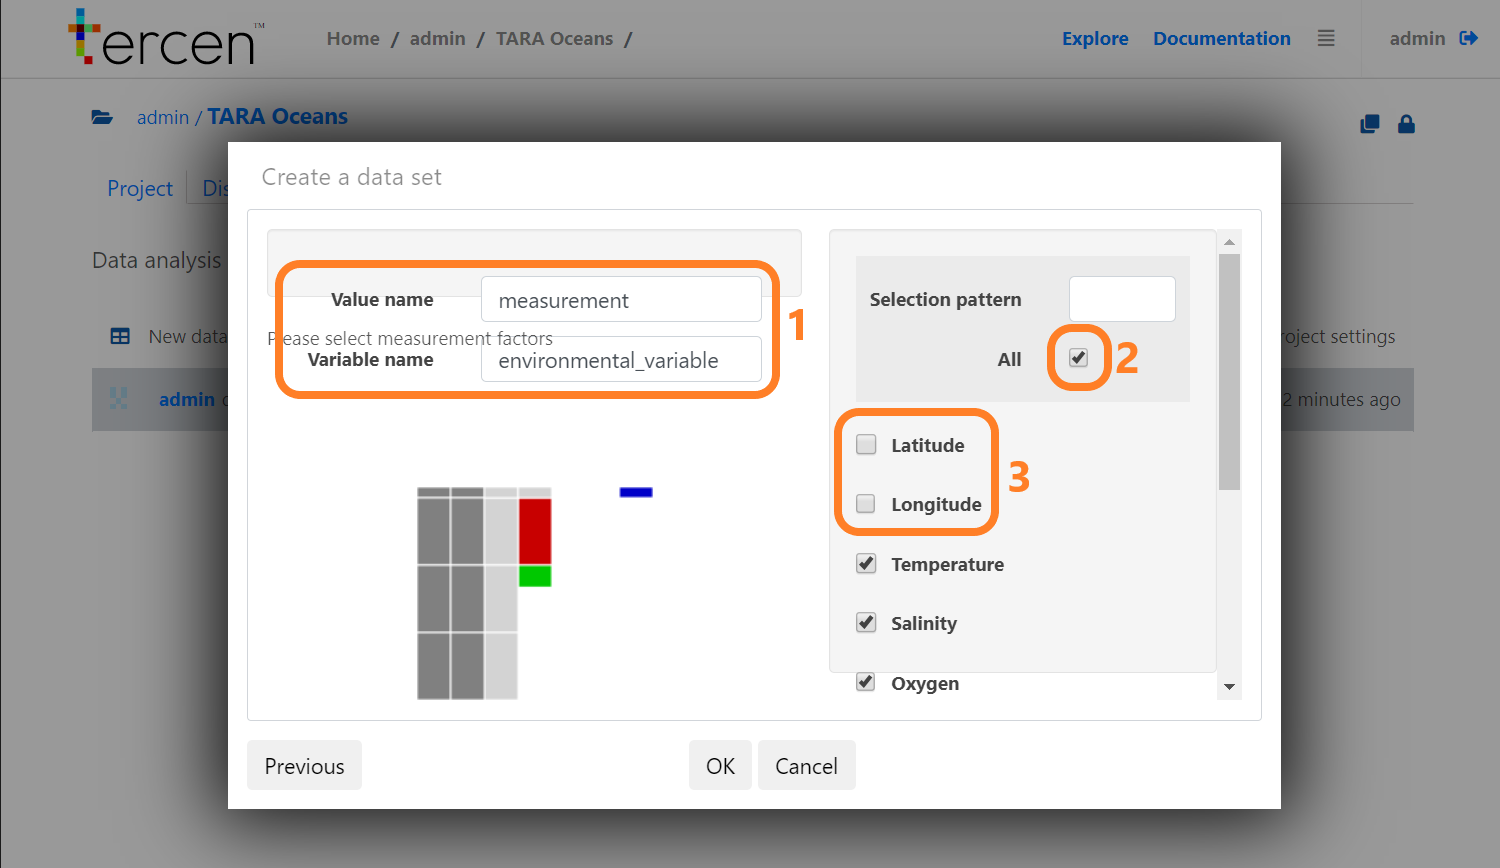 tercen™
Home / admin / TARA Oceans /
Explore Documentation admin
admin / TARA Oceans
Project Dis
Create a data set
Data analysis
Value name measurement
1
Please select measurement factors
Variable name environmental_variable
Selection pattern
All
2
New data
roject settings
admin
2 minutes ago
Latitude
3
Longitude
Temperature
Salinity
Oxygen
Previous OK Cancel